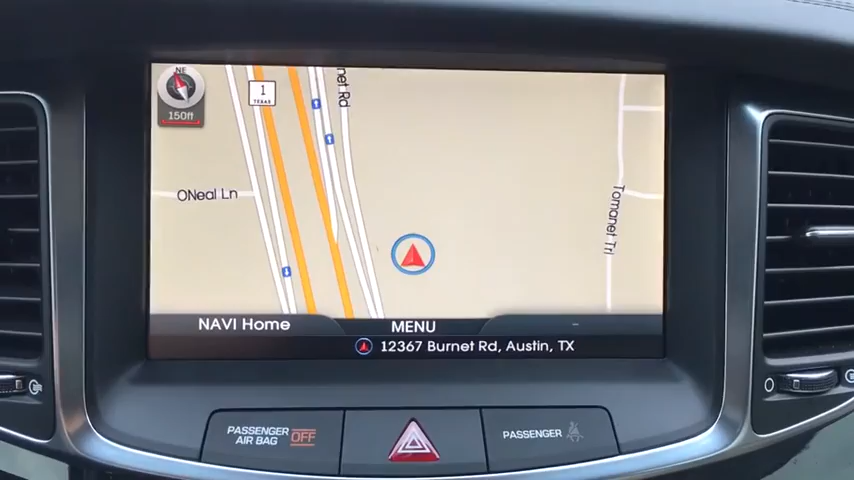 NE
150ft
1
TEXAS
net Rd
ONeal Ln
Tomanet Trl
NAVI Home
MENU
12367 Burnet Rd, Austin, TX
PASSENGER
AIR BAG OFF
PASSENGER